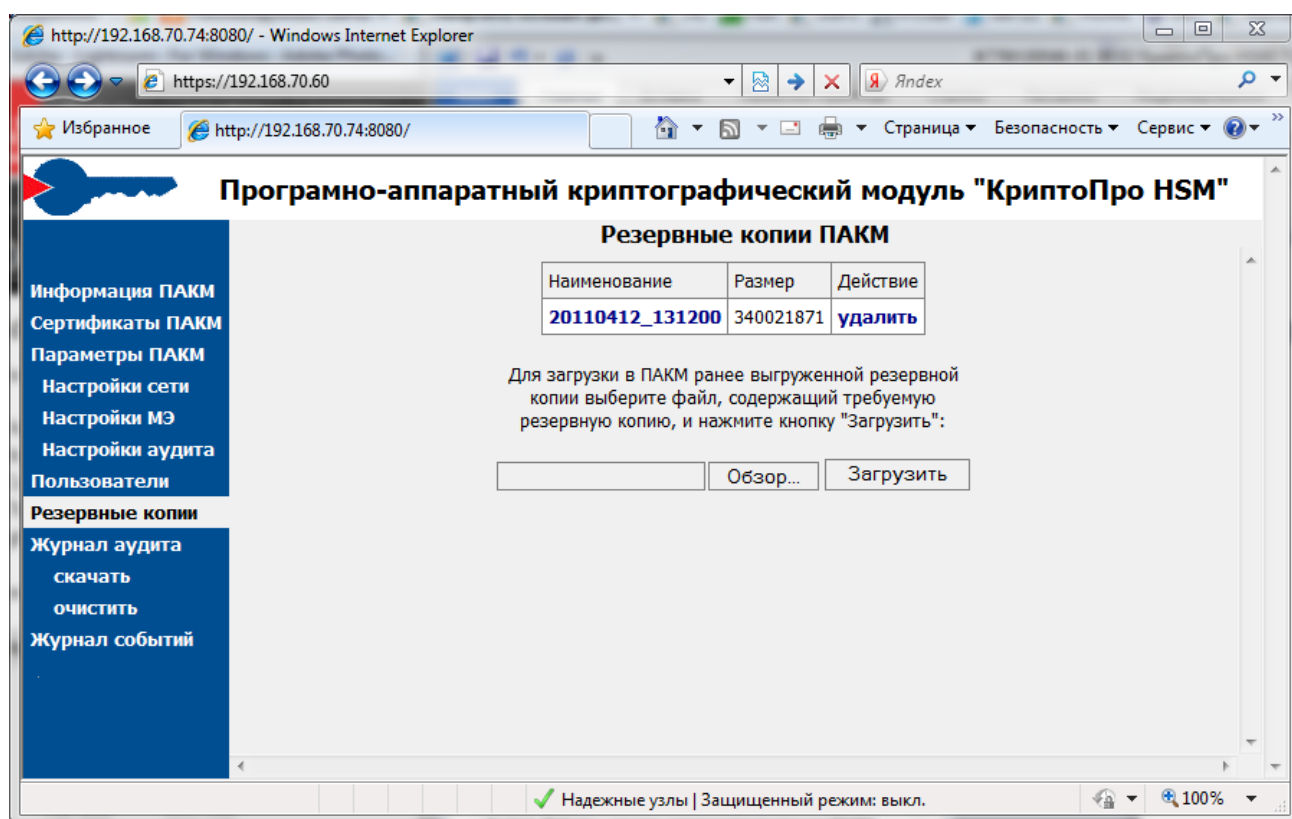 http://192.168.70.74:8080/ - Windows Internet Explorer
https://192.168.70.60
Яndex
Избранное
http://192.168.70.74:8080/
Страница
Безопасность
Сервис
Програмно-аппаратный криптографический модуль "КриптоПро HSM"
Информация ПАКМ
Сертификаты ПАКМ
Параметры ПАКМ
Настройки сети
Настройки МЭ
Настройки аудита
Пользователи
Резервные копии
Журнал аудита
скачать
очистить
Журнал событий
Резервные копии ПАКМ
Наименование Размер Действие
20110412_131200 340021871 удалить
Для загрузки в ПАКМ ранее выгруженной резервной
копии выберите файл, содержащий требуемую
резервную копию, и нажмите кнопку "Загрузить":
Обзор... Загрузить
Надежные узлы | Защищенный режим: выкл.
100%